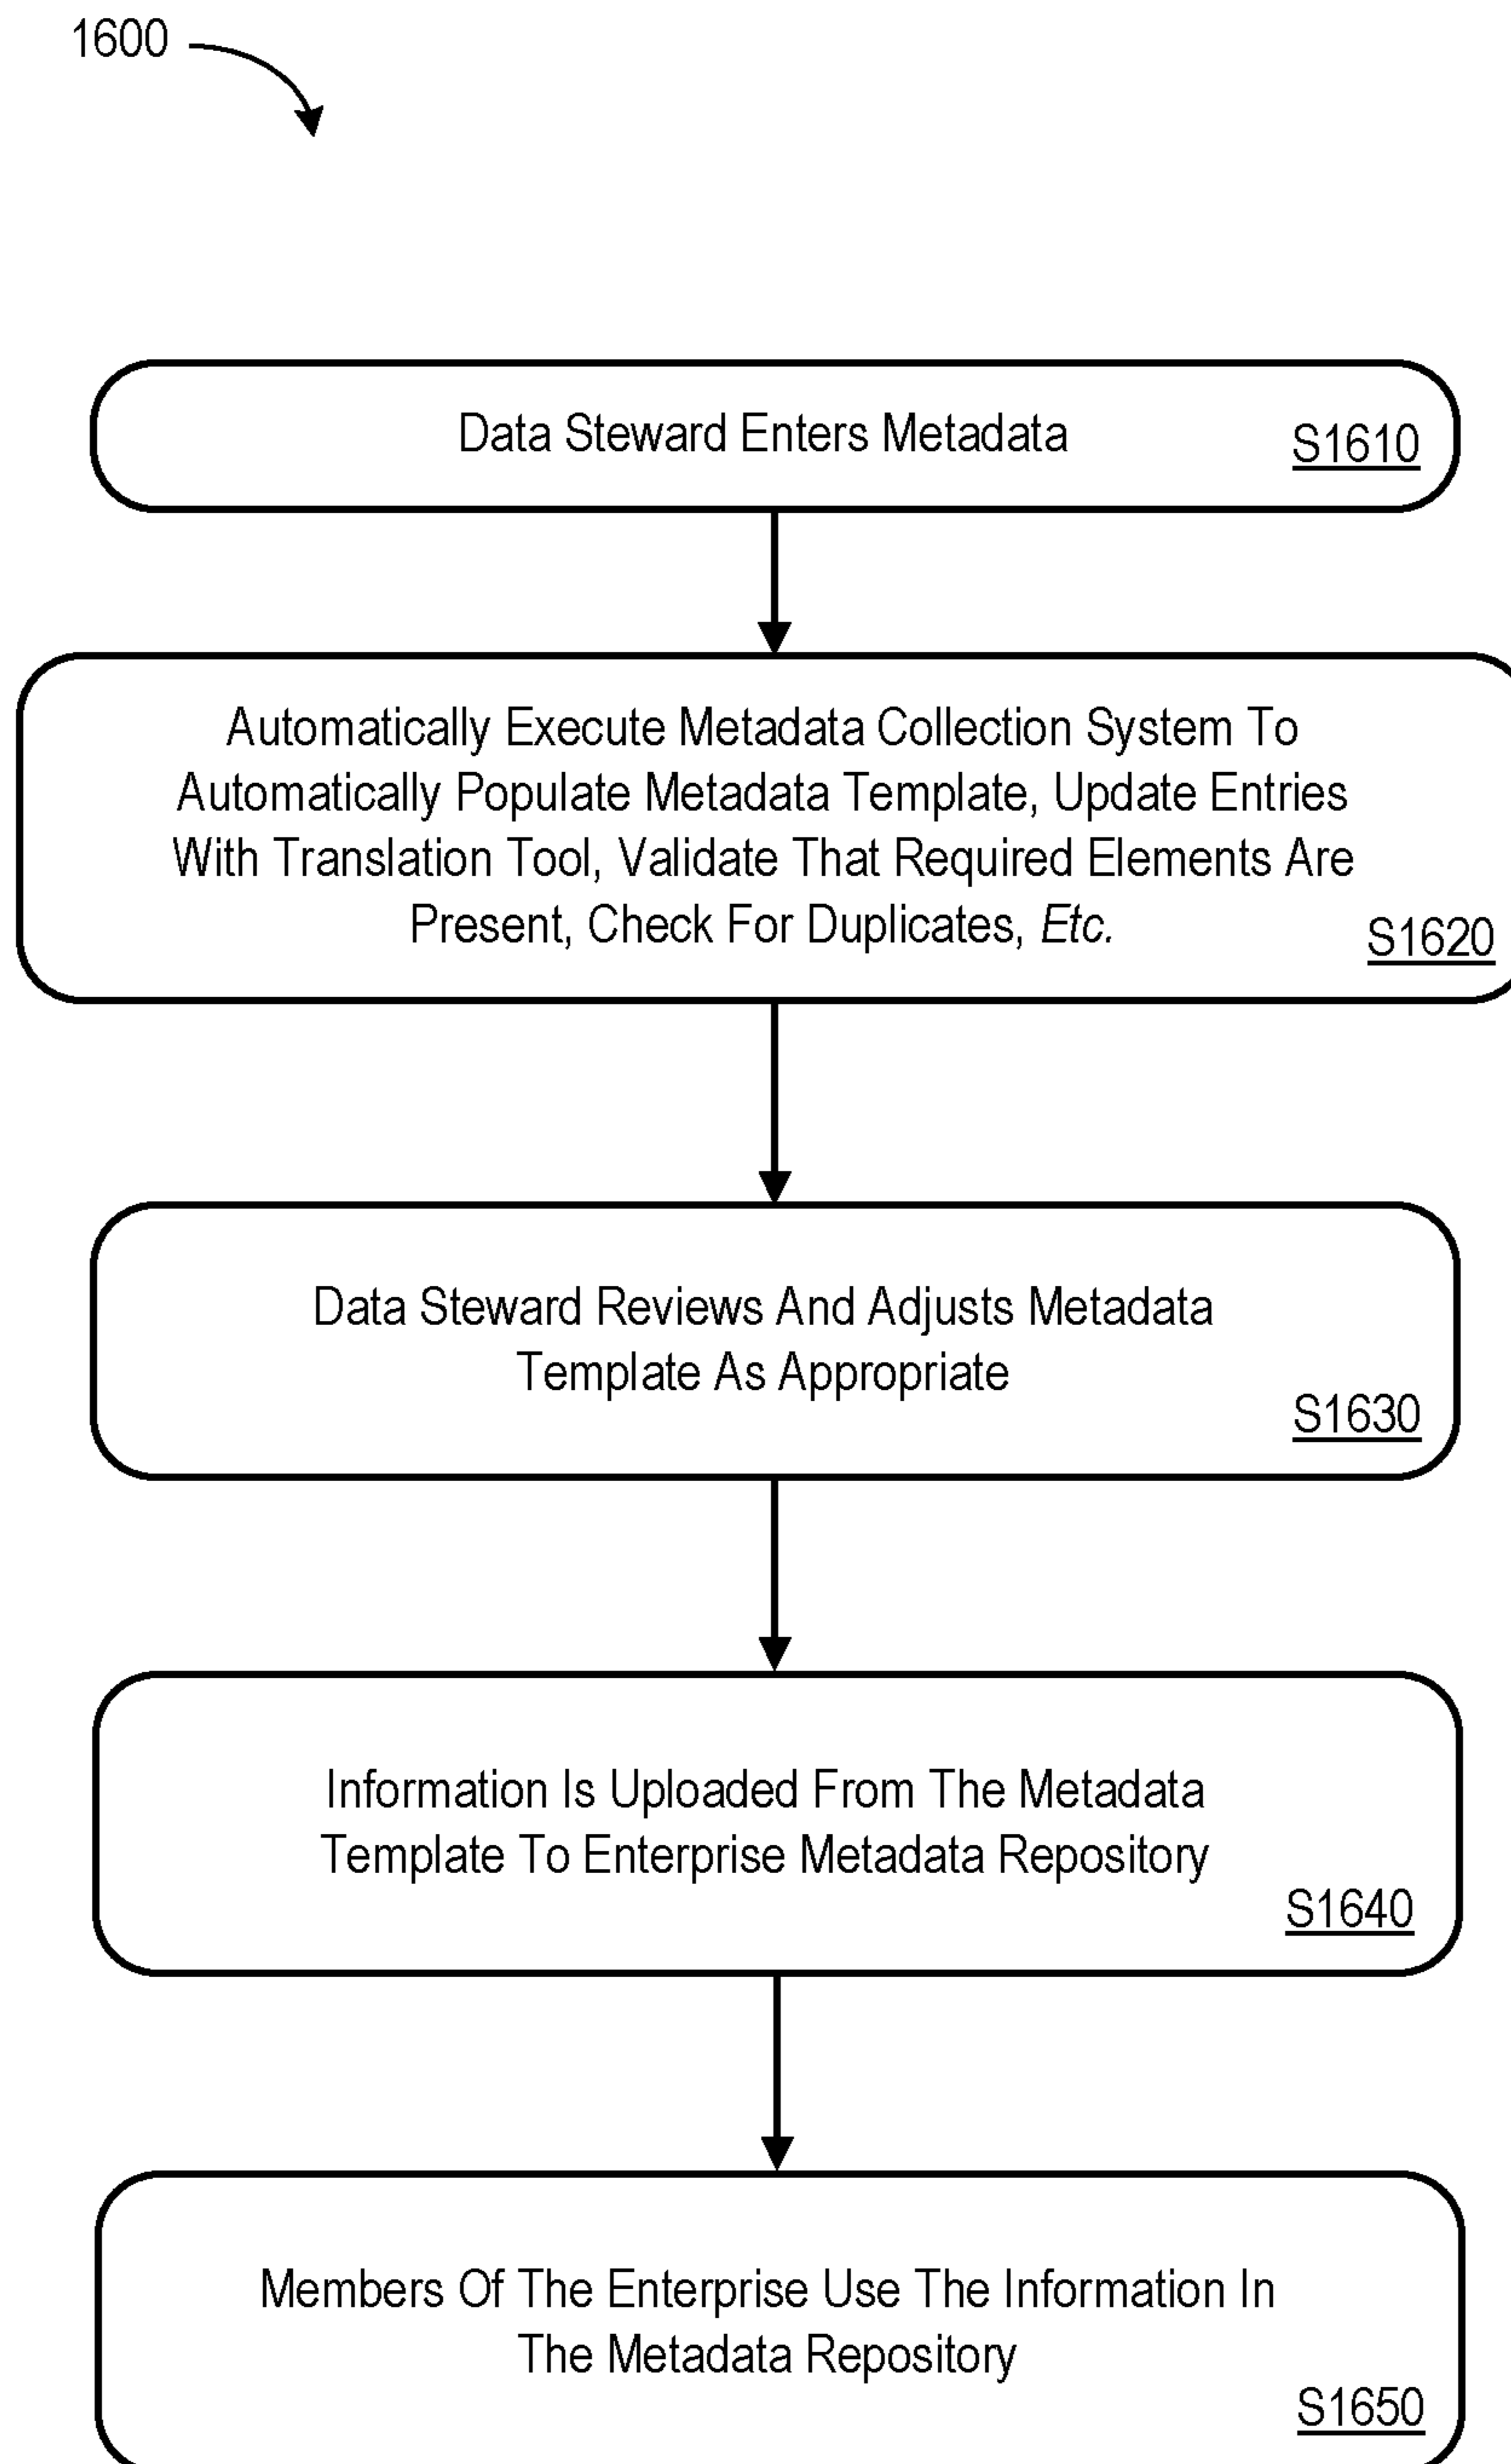 1600
Data Steward Enters Metadata
S1610
Automatically Execute Metadata Collection System To
Automatically Populate Metadata Template, Update Entries
With Translation Tool, Validate That Required Elements Are
Present, Check For Duplicates, Etc.
S1620
Data Steward Reviews And Adjusts Metadata
Template As Appropriate
S1630
Information Is Uploaded From The Metadata
Template To Enterprise Metadata Repository
S1640
Members Of The Enterprise Use The Information In
The Metadata Repository
S1650